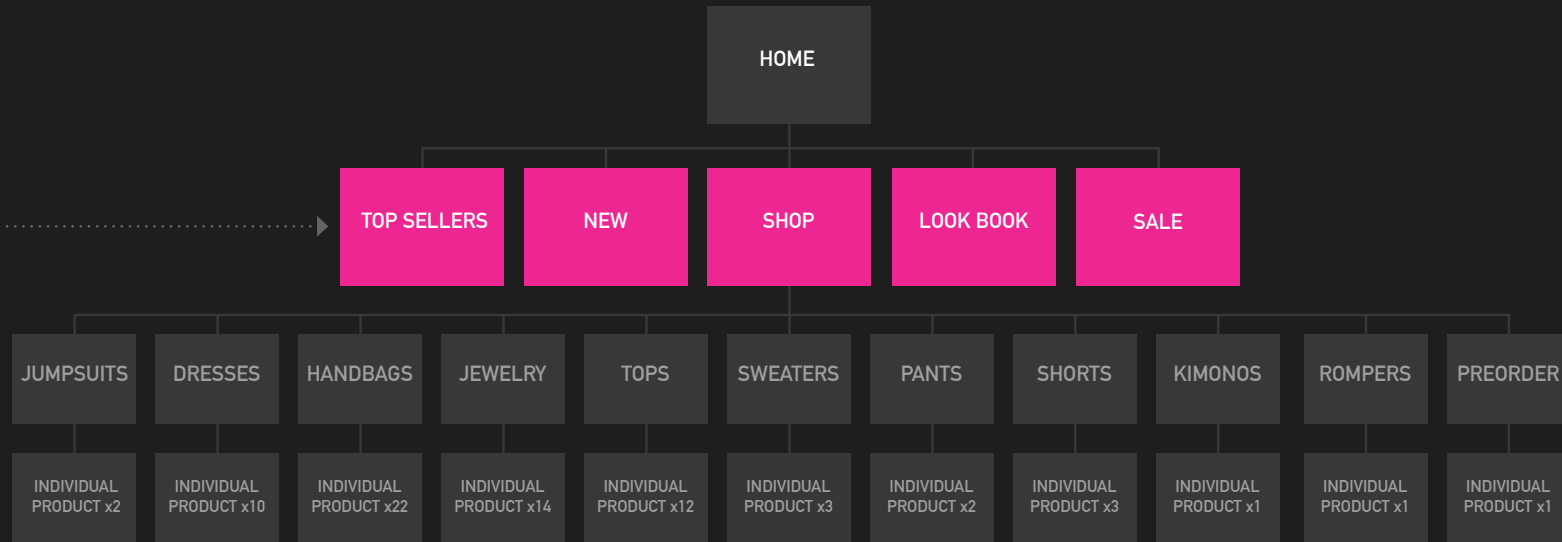 HOME
TOP SELLERS
NEW
SHOP
LOOK BOOK
SALE
JUMPSUITS
DRESSES
HANDBAGS
JEWELRY
TOPS
SWEATERS
PANTS
SHORTS
KIMONOS
ROMPERS
PREORDER
INDIVIDUAL
PRODUCT x2
INDIVIDUAL
PRODUCT x10
INDIVIDUAL
PRODUCT x22
INDIVIDUAL
PRODUCT x14
INDIVIDUAL
PRODUCT x12
INDIVIDUAL
PRODUCT x3
INDIVIDUAL
PRODUCT x2
INDIVIDUAL
PRODUCT x3
INDIVIDUAL
PRODUCT x1
INDIVIDUAL
PRODUCT x1
INDIVIDUAL
PRODUCT x1